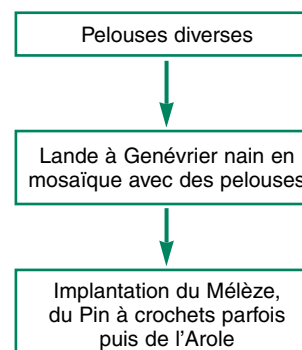 Pelouses diverses
Lande à Genévrier nain en
mosaïque avec des pelouses
Implantation du Mélèze,
du Pin à crochets parfois
puis de l'Arole